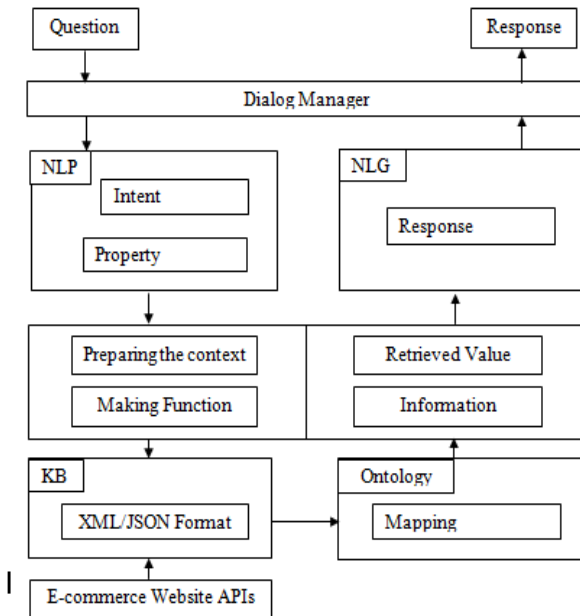 Question
Response
Dialog Manager
NLP
Intent
Property
NLG
Response
Preparing the context
Making Function
Retrieved Value
Information
KB
XML/JSON Format
Ontology
Mapping
E-commerce Website APIs